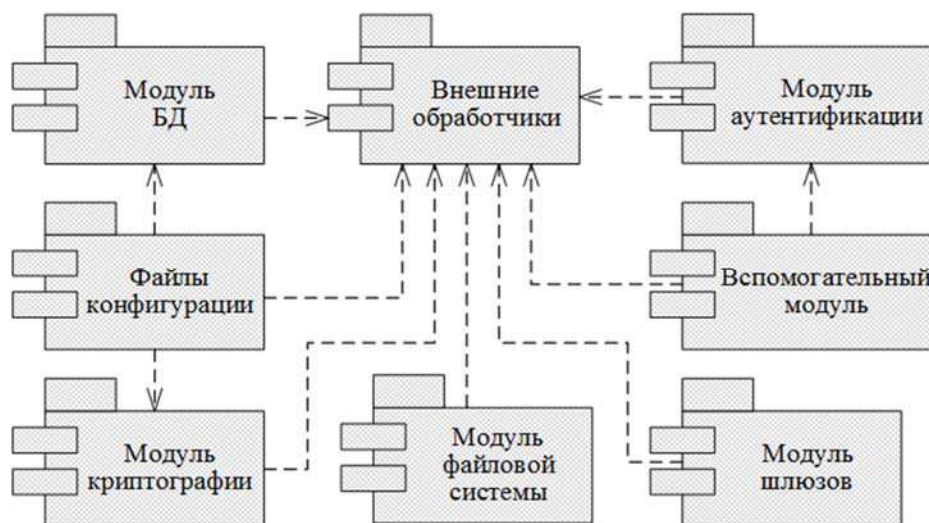 Модуль
БД
Внешние
обработчики
Модуль
аутентификации
Файлы
конфигурации
Вспомогательный
модуль
Модуль
криптографии
Модуль
файловой
системы
Модуль
шлюзов